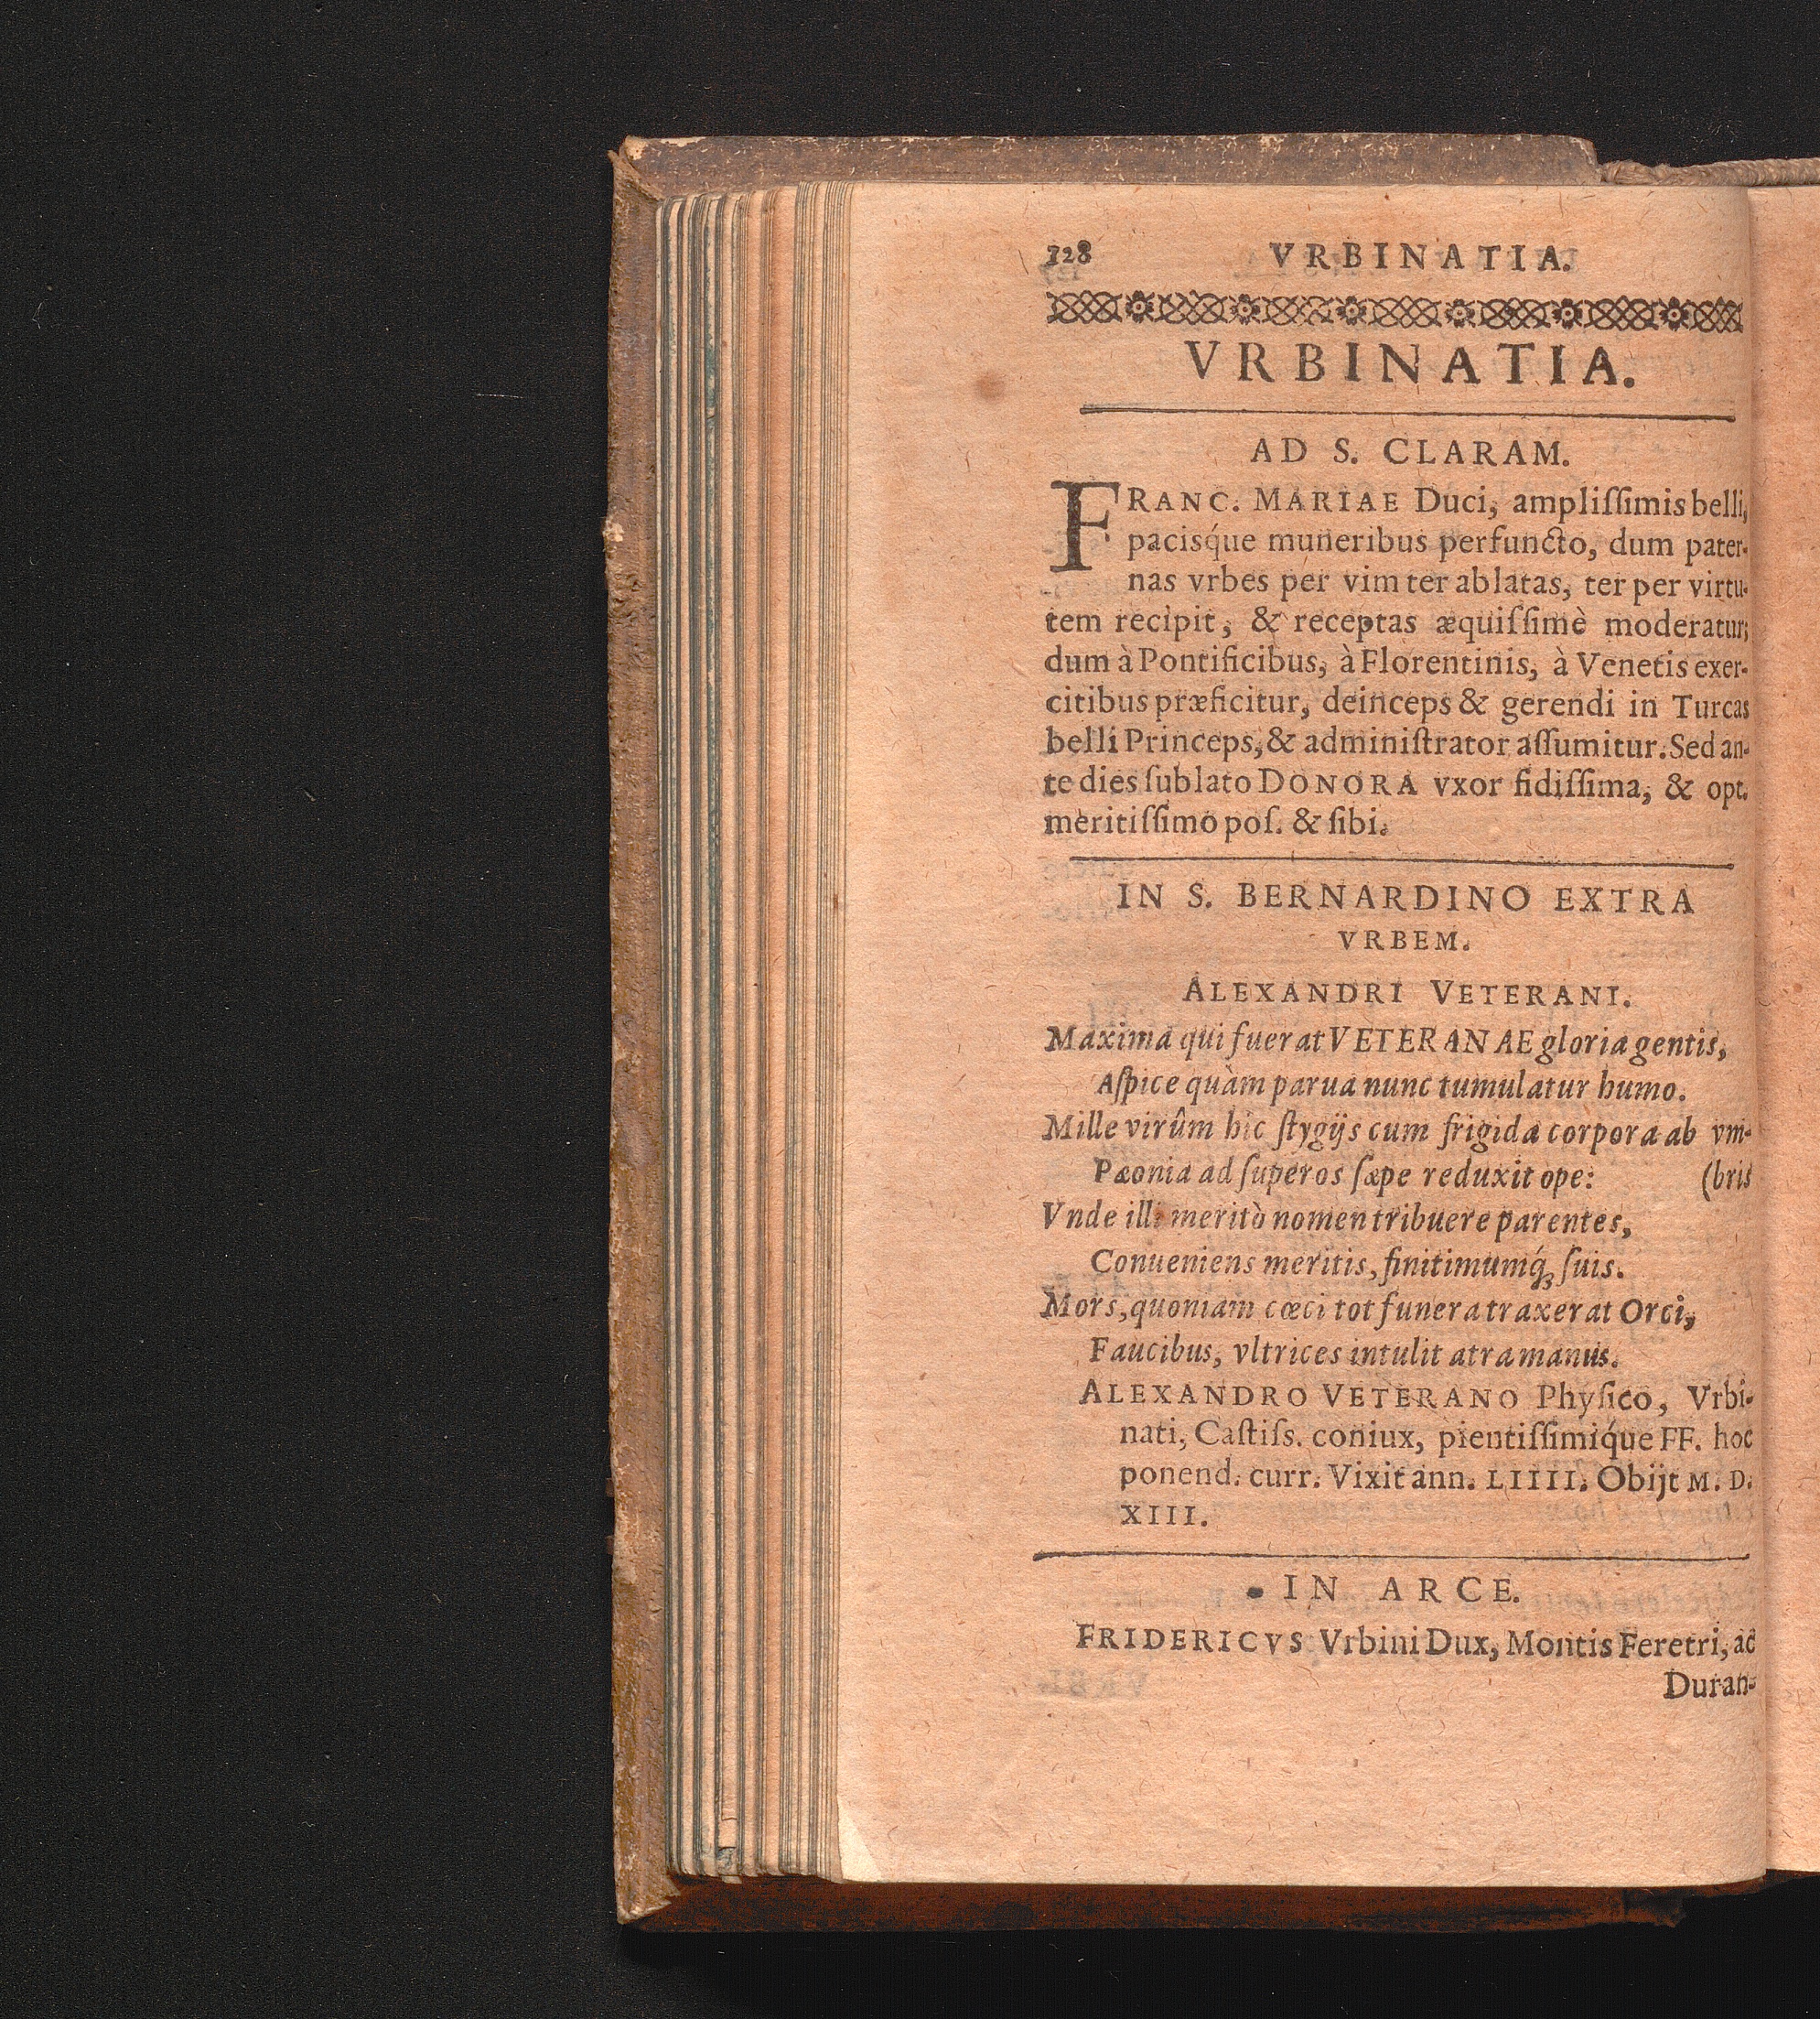 728 VRBINATIA.
VRBINATIA.
AD S. CLARAM.
FRANC. MARIAE Duci, ampliſſimis belli,
pacisq́ue muneribus perfuncto, dum pater-
nas vrbes per vim ter ablatas, ter per virtu-
tem recipit, & receptas æquiſſimè moderatur;
dum à Pontificibus, à Florentinis, à Venetis exer-
citibus præficitur, deinceps & gerendi in Turcas
belli Princeps, & adminiſtrator aſſumitur. Sed an-
te dies ſublato DONORA vxor fidiſſima, & opt.
meritiſſimo poſ. & ſibi.
IN S. BERNARDINO EXTRA
VRBEM.
ALEXANDRI VETERANI.
Maxima qui fuerat VETERANAE gloria gentis,
Aſpice quàm parua nunc tumulatur humo.
Mille virûm hic ſtygijs cum frigida corpora ab vm-
Pæonia ad ſuperos ſæpe reduxit ope: (bris
Vnde illi meritò nomen tribuere parentes,
Conueniens meritis, finitimumq́; ſuis.
Mors, quoniam cœci tot funera traxerat Orci,
Faucibus, vltrices intulit atra manus.
ALEXANDRO VETERANO Phyſico, Vrbi-
nati, Caſtiſs. coniux, pientiſſimiq́ue FF. hoc
ponend. curr. Vixit ann. LIIII. Obijt M. D.
XIII.
IN ARCE.
FRIDERICVS Vrbini Dux, Montis Feretri, ac
Duran-